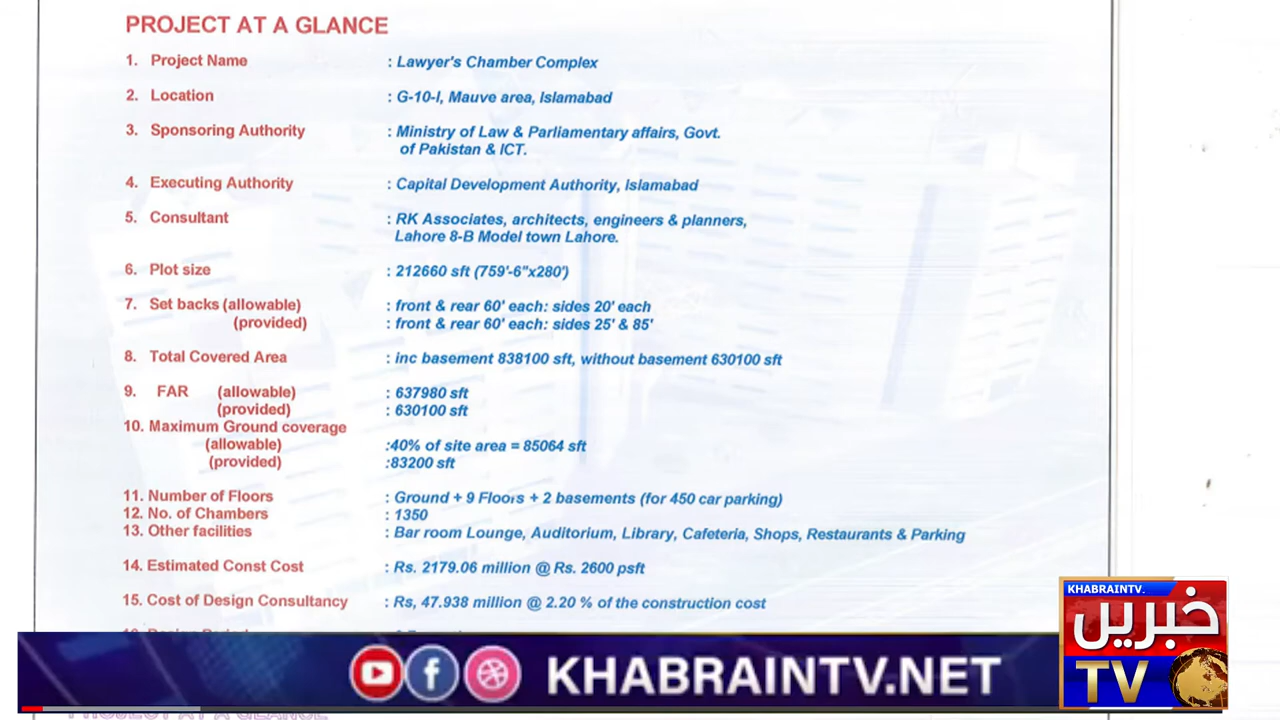 PROJECT AT A GLANCE
1. Project Name : Lawyer's Chamber Complex
2. Location : G-10-I, Mauve area, Islamabad
3. Sponsoring Authority : Ministry of Law & Parliamentary affairs, Govt.
of Pakistan & ICT.
4. Executing Authority : Capital Development Authority, Islamabad
5. Consultant : RK Associates, architects, engineers & planners,
Lahore 8-B Model town Lahore.
6. Plot size : 212660 sft (759'-6"x280')
7. Set backs (allowable) : front & rear 60' each: sides 20' each
(provided) : front & rear 60' each: sides 25' & 85'
8. Total Covered Area : inc basement 838100 sft, without basement 630100 sft
9. FAR (allowable) : 637980 sft
(provided) : 630100 sft
10. Maximum Ground coverage
(allowable) :40% of site area = 85064 sft
(provided) :83200 sft
11. Number of Floors : Ground + 9 Floors + 2 basements (for 450 car parking)
12. No. of Chambers : 1350
13. Other facilities : Bar room Lounge, Auditorium, Library, Cafeteria, Shops, Restaurants & Parking
14. Estimated Const Cost : Rs. 2179.06 million @ Rs. 2600 psft
15. Cost of Design Consultancy : Rs, 47.938 million @ 2.20 % of the construction cost
KHABRAINTV.
خبریں
TV
KHABRAINTV.NET
PROJECT AT A GLANCE